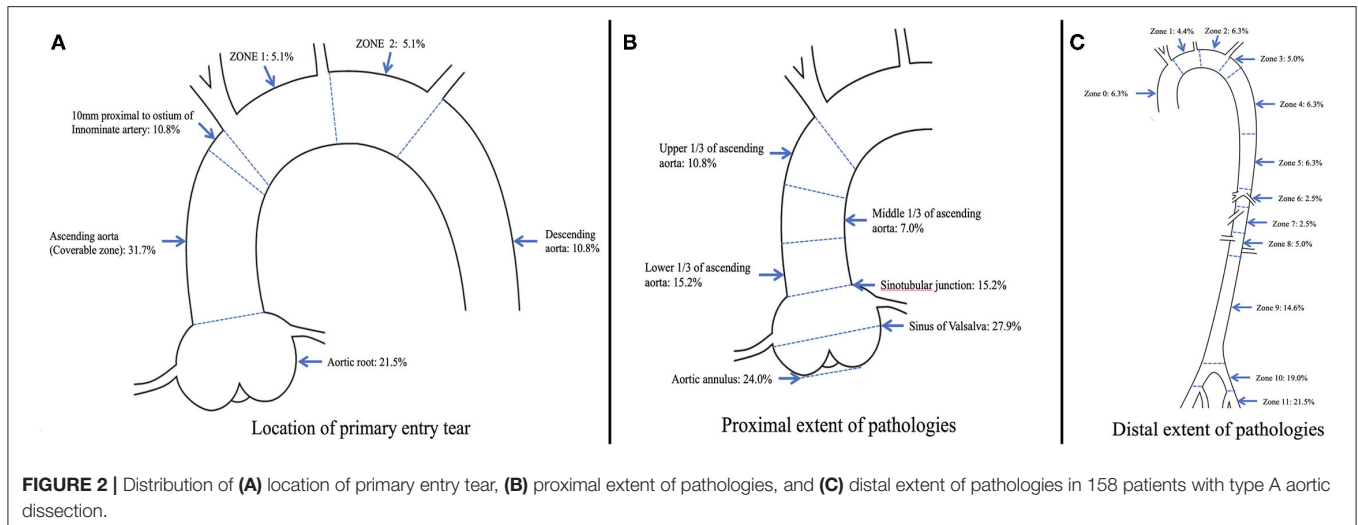 A
ZONE 1: 5.1%
ZONE 2: 5.1%
10mm proximal to ostium of
Innominate artery: 10.8%
Ascending aorta
(Coverable zone): 31.7%
Descending
aorta: 10.8%
Aortic root: 21.5%
Location of primary entry tear
B
Upper 1/3 of ascending
aorta: 10.8%
Middle 1/3 of ascending
aorta: 7.0%
Lower 1/3 of ascending
aorta: 15.2%
Sinotubular junction: 15.2%
Sinus of Valsalva: 27.9%
Aortic annulus: 24.0%
Proximal extent of pathologies
C
Zone 1: 4.4%
Zone 2: 6.3%
Zone 3: 5.0%
Zone 0: 6.3%
Zone 4: 6.3%
Zone 5: 6.3%
Zone 6: 2.5%
Zone 7: 2.5%
Zone 8: 5.0%
Zone 9: 14.6%
Zone 10: 19.0%
Zone 11: 21.5%
Distal extent of pathologies
FIGURE 2 | Distribution of (A) location of primary entry tear, (B) proximal extent of pathologies, and (C) distal extent of pathologies in 158 patients with type A aortic
dissection.